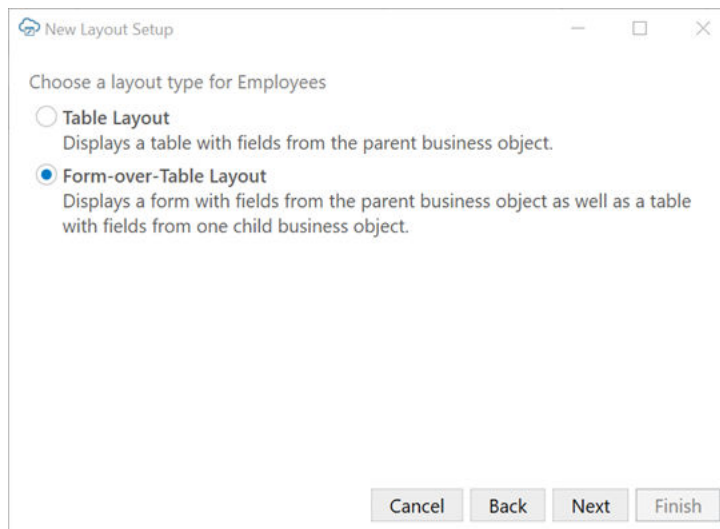 New Layout Setup
Choose a layout type for Employees
Table Layout
Displays a table with fields from the parent business object.
Form-over-Table Layout
Displays a form with fields from the parent business object as well as a table
with fields from one child business object.
Cancel Back Next Finish